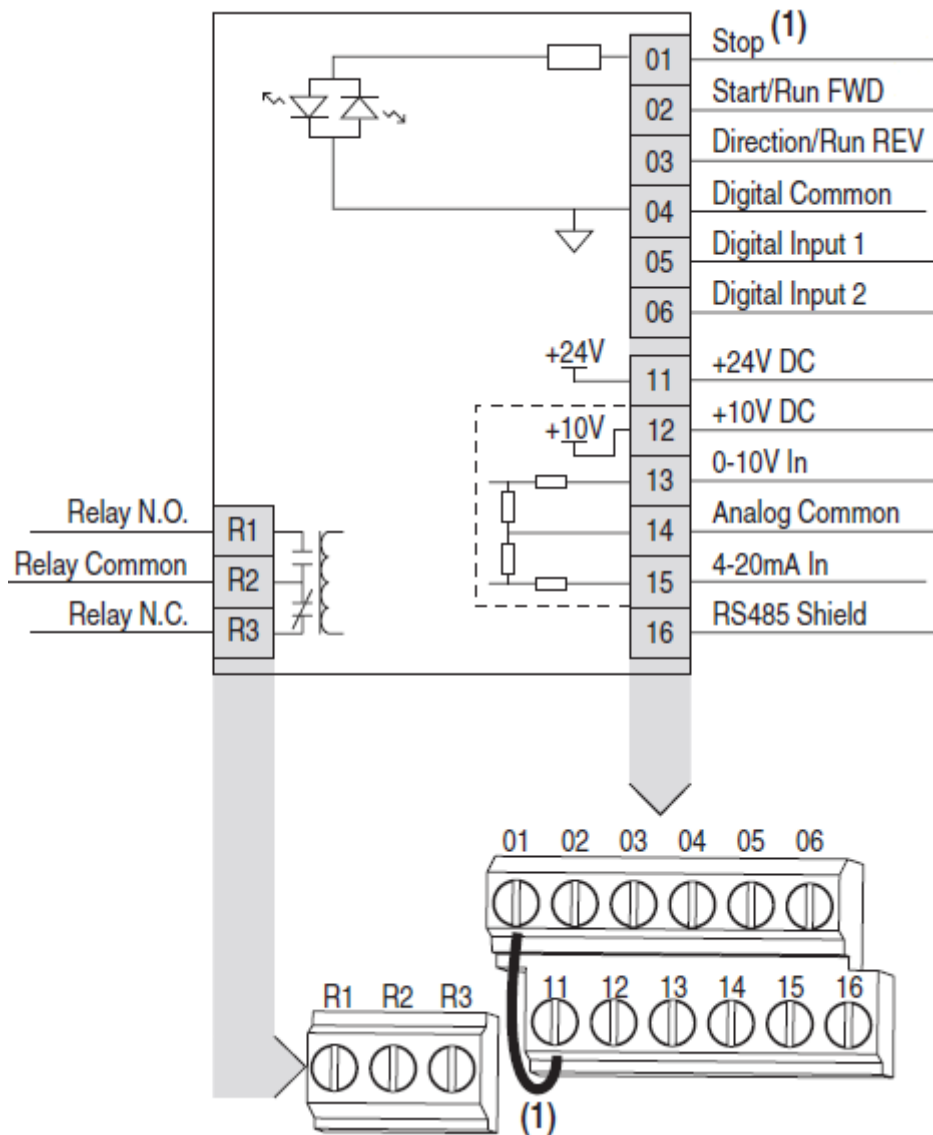 01 Stop (1)
02 Start/Run FWD
03 Direction/Run REV
04 Digital Common
05 Digital Input 1
06 Digital Input 2
+24V 11 +24V DC
+10V 12 +10V DC
13 0-10V In
Relay N.O. R1 14 Analog Common
Relay Common R2 15 4-20mA In
Relay N.C. R3 16 RS485 Shield
01 02 03 04 05 06
R1 R2 R3 11 12 13 14 15 16
(1)